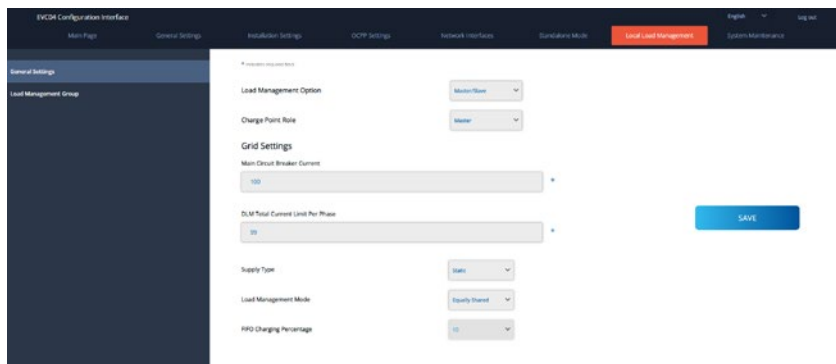 EVC04 Configuration Interface
English
Log out
Main Page
General Settings
Installation Settings
OCPP Settings
Network Interfaces
Standalone Mode
Local Load Management
System Maintenance
General Settings
Load Management Group
* indicates required field.
Load Management Option
Master/Slave
Charge Point Role
Master
Grid Settings
Main Circuit Breaker Current
100
*
DLM Total Current Limit Per Phase
*
SAVE
Supply Type
Static
Load Management Mode
Equally Shared
FIFO Charging Percentage